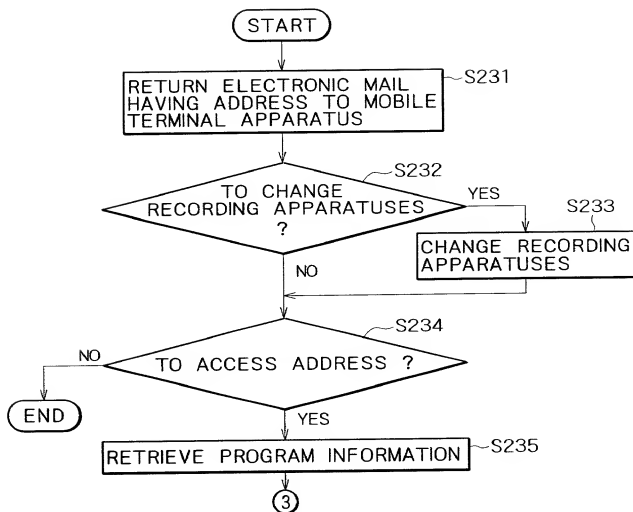 START
RETURN ELECTRONIC MAIL
HAVING ADDRESS TO MOBILE
TERMINAL APPARATUS
S231
TO CHANGE
RECORDING APPARATUSES
?
S232
YES
NO
CHANGE RECORDING
APPARATUSES
S233
TO ACCESS ADDRESS ?
S234
NO
END
YES
RETRIEVE PROGRAM INFORMATION
S235
3